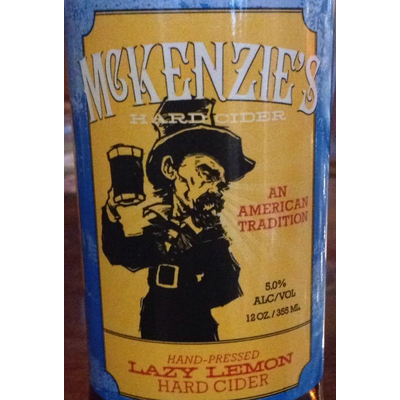 McKENZIE'S
HARD CIDER
AN
AMERICAN
TRADITION
5.0%
ALC/VOL
12 OZ. / 355 ML.
HAND-PRESSED
LAZY LEMON
HARD CIDER